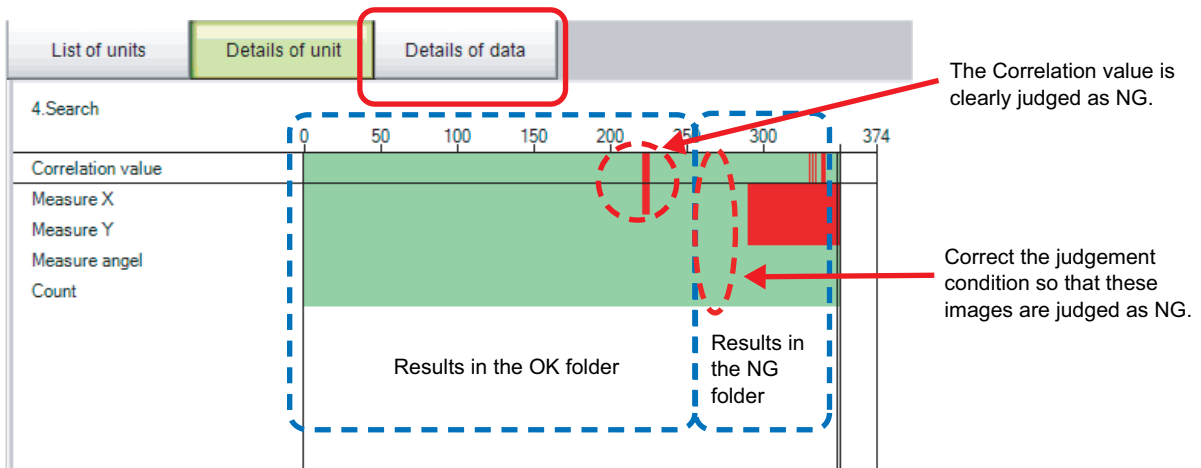 List of units
Details of unit
Details of data
The Correlation value is
clearly judged as NG.
4.Search
0 50 100 150 200 250 300 374
Correlation value
Measure X
Measure Y
Measure angel
Count
Correct the judgement
condition so that these
images are judged as NG.
Results in the OK folder
Results in
the NG
folder